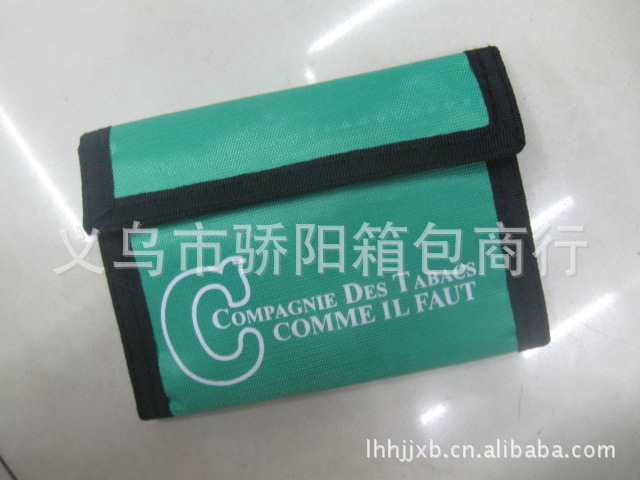 义乌市骄阳箱包商行
C
COMPAGNIE DES TABACS
COMME IL FAUT
lhhjjxb.cn.alibaba.com